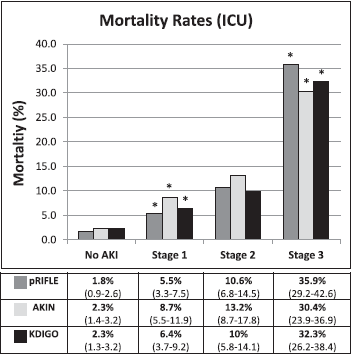 Mortality Rates (ICU)
Mortaltiy (%)
40.0
35.0
30.0
25.0
20.0
15.0
10.0
5.0
0.0
* * *
* * *
No AKI Stage 1 Stage 2 Stage 3
pRIFLE 1.8% 5.5% 10.6% 35.9%
(0.9-2.6) (3.3-7.5) (6.8-14.5) (29.2-42.6)
AKIN 2.3% 8.7% 13.2% 30.4%
(1.4-3.2) (5.5-11.9) (8.7-17.8) (23.9-36.9)
KDIGO 2.3% 6.4% 10% 32.3%
(1.3-3.2) (3.7-9.2) (5.8-14.1) (26.2-38.4)